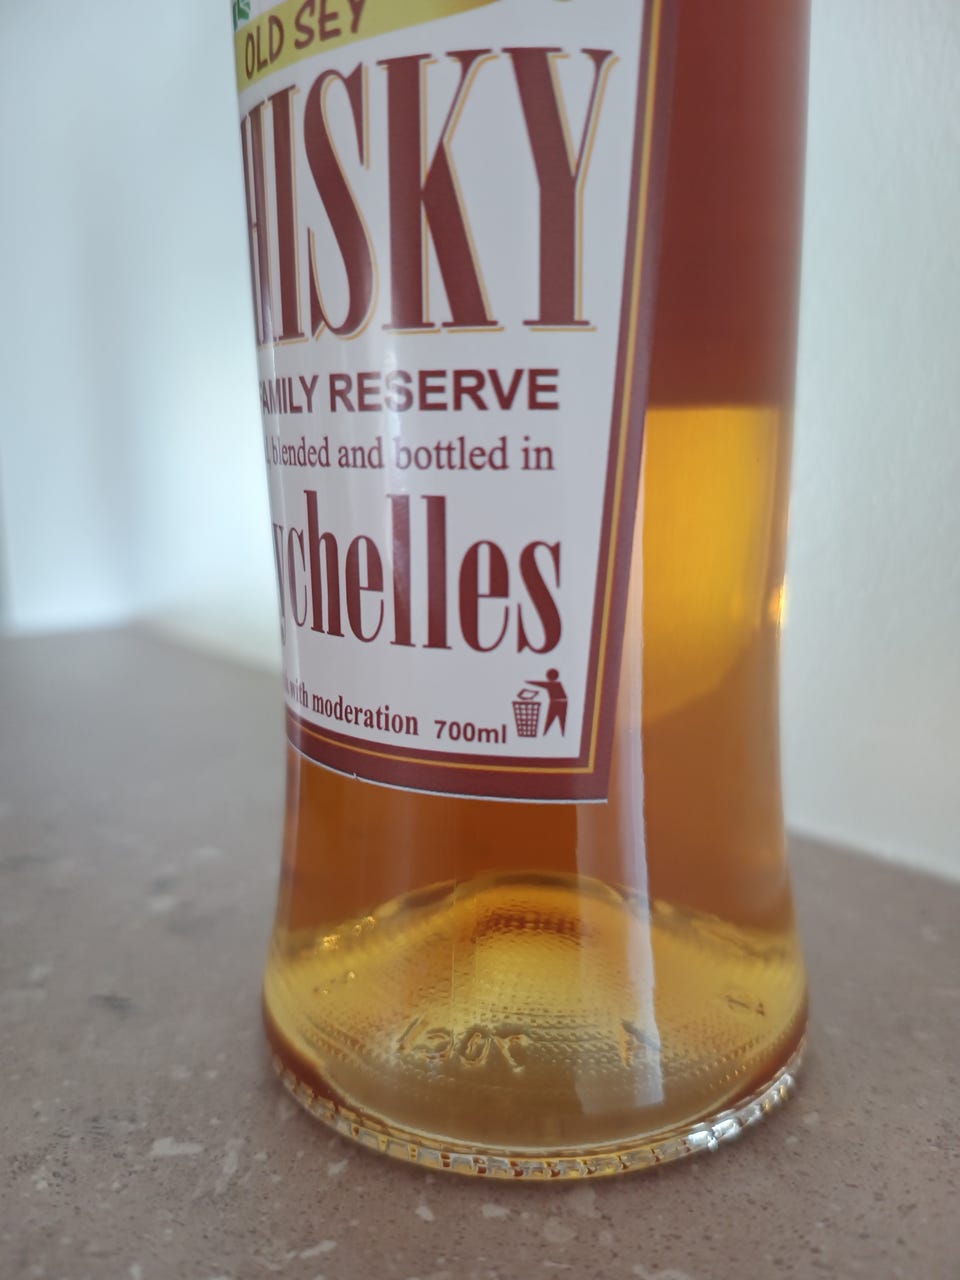 OLD SEY
HISKY
AMILY RESERVE
blended and bottled in
ychelles
with moderation 700ml